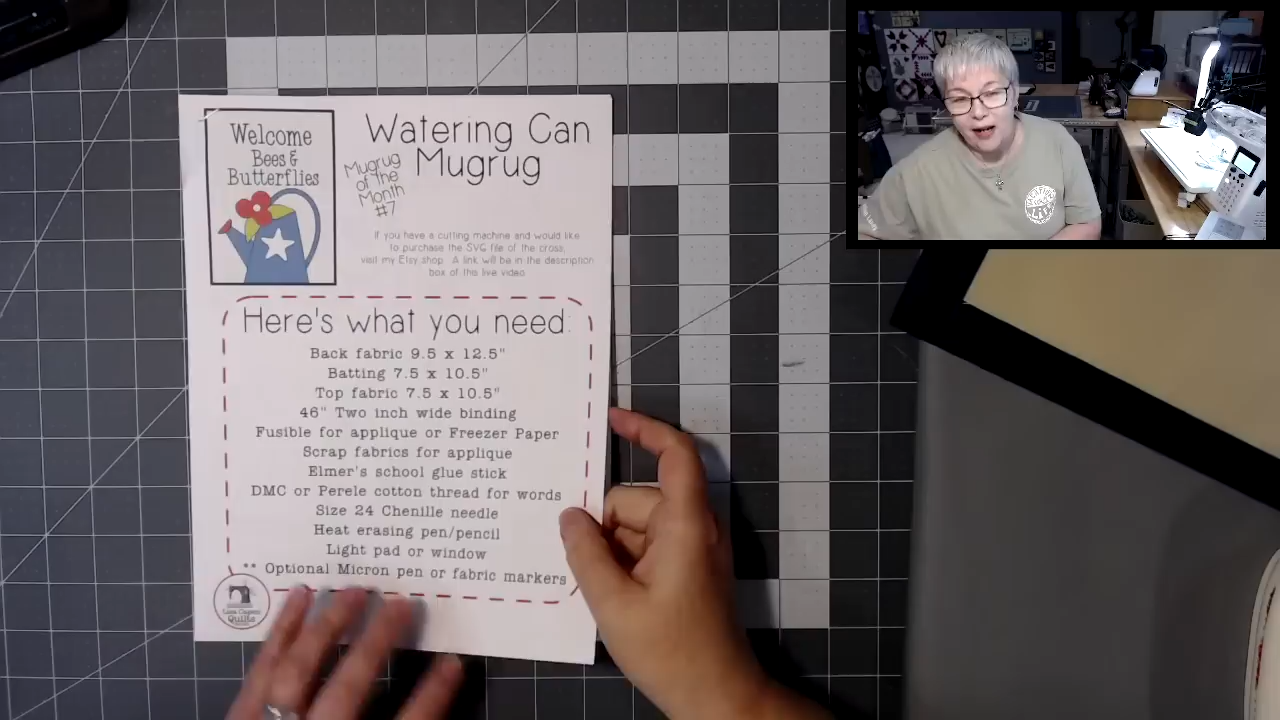 Welcome
Bees &
Butterflies
Watering Can
Mugrug
Mugrug
of the
Month
#7
If you have a cutting machine and would like
to purchase the SVG file of the cross,
visit my Etsy shop. A link will be in the description
box of this live video.
Here's what you need:
Back fabric 9.5 x 12.5"
Batting 7.5 x 10.5"
Top fabric 7.5 x 10.5"
46" Two inch wide binding
Fusible for applique or Freezer Paper
Scrap fabrics for applique
Elmer's school glue stick
DMC or Perele cotton thread for words
Size 24 Chenille needle
Heat erasing pen/pencil
Light pad or window
** Optional Micron pen or fabric markers
Lisa Capen
Quilts